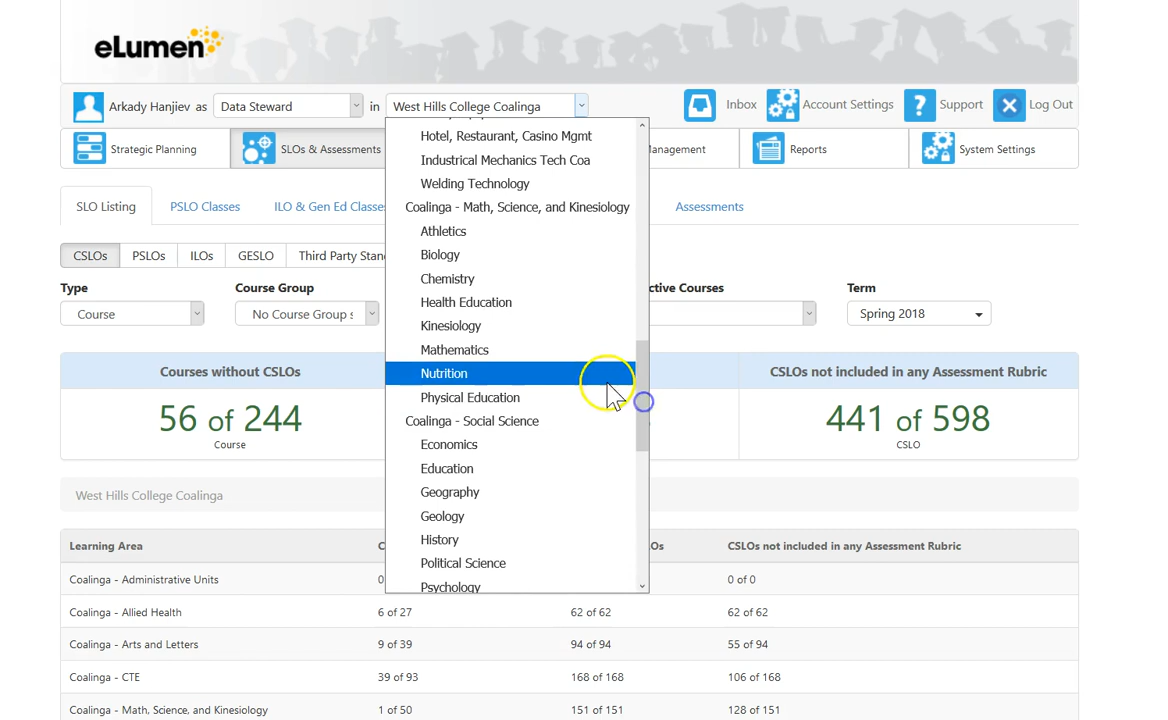 eLumen
Arkady Hanjiev as Data Steward in West Hills College Coalinga Inbox Account Settings Support Log Out
Strategic Planning SLOs & Assessments Management Reports System Settings
Hotel, Restaurant, Casino Mgmt
Industrical Mechanics Tech Coa
Welding Technology
Coalinga - Math, Science, and Kinesiology
Athletics
Biology
Chemistry
Health Education
Kinesiology
Mathematics
Nutrition
Physical Education
Coalinga - Social Science
Economics
Education
Geography
Geology
History
Political Science
Psychology
SLO Listing PSLO Classes ILO & Gen Ed Classes Assessments
CSLOs PSLOs ILOs GESLO Third Party Stan
Type Course Group ctive Courses Term
Course No Course Group s Spring 2018
Courses without CSLOs CSLOs not included in any Assessment Rubric
56 of 244 441 of 598
Course CSLO
West Hills College Coalinga
Learning Area C Os CSLOs not included in any Assessment Rubric
Coalinga - Administrative Units 0 0 of 0
Coalinga - Allied Health 6 of 27 62 of 62 62 of 62
Coalinga - Arts and Letters 9 of 39 94 of 94 55 of 94
Coalinga - CTE 39 of 93 168 of 168 106 of 168
Coalinga - Math, Science, and Kinesiology 1 of 50 151 of 151 128 of 151